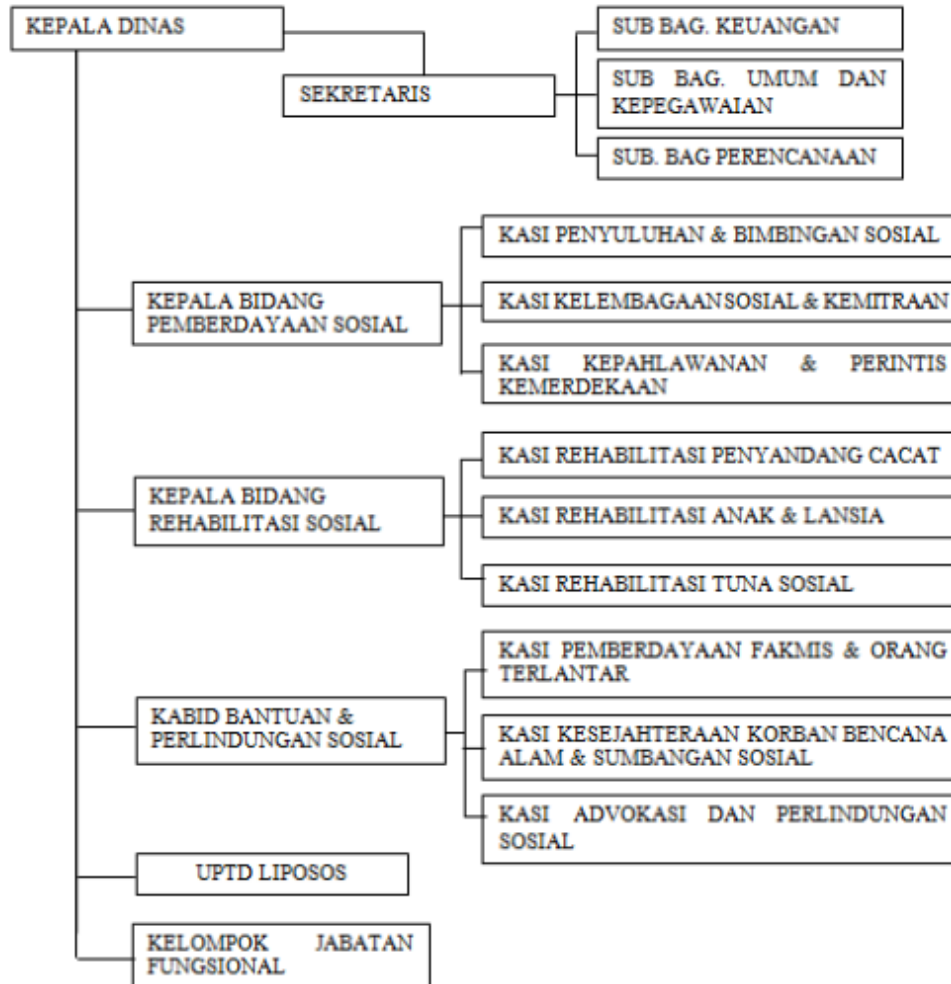 KEPALA DINAS
SEKRETARIS
SUB BAG. KEUANGAN
SUB BAG. UMUM DAN
KEPEGAWAIAN
SUB. BAG PERENCANAAN
KEPALA BIDANG
PEMBERDAYAAN SOSIAL
KASI PENYULUHAN & BIMBINGAN SOSIAL
KASI KELEMBAGAAN SOSIAL & KEMITRAAN
KASI KEPAHLAWANAN & PERINTIS
KEMERDEKAAN
KEPALA BIDANG
REHABILITASI SOSIAL
KASI REHABILITASI PENYANDANG CACAT
KASI REHABILITASI ANAK & LANSIA
KASI REHABILITASI TUNA SOSIAL
KABID BANTUAN &
PERLINDUNGAN SOSIAL
KASI PEMBERDAYAAN FAKMIS & ORANG
TERLANTAR
KASI KESEJAHTERAAN KORBAN BENCANA
ALAM & SUMBANGAN SOSIAL
KASI ADVOKASI DAN PERLINDUNGAN
SOSIAL
UPTD LIPOSOS
KELOMPOK JABATAN
FUNGSIONAL